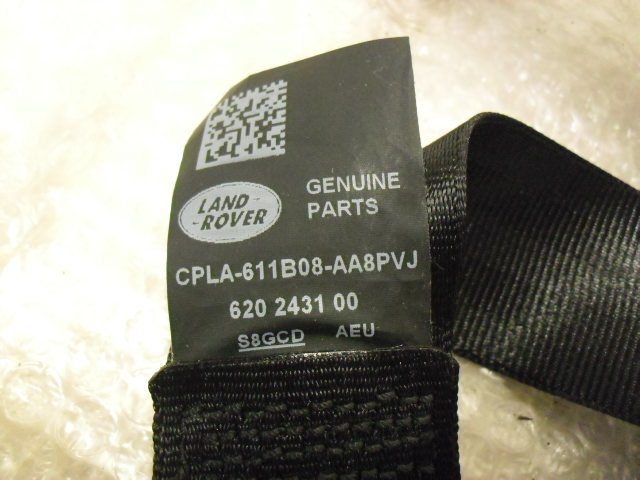 LAND-
ROVER
GENUINE
PARTS
CPLA-611B08-AA8PVJ
620 2431 00
S8GCD AEU